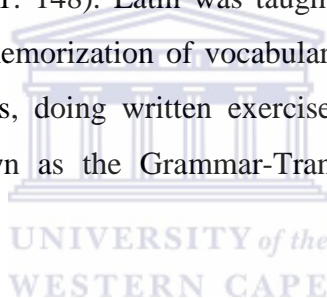 1: 148). Latin was taugh
emorization of vocabular
s, doing written exercise
n as the Grammar-Tran
UNIVERSITY of the
WESTERN CAPE